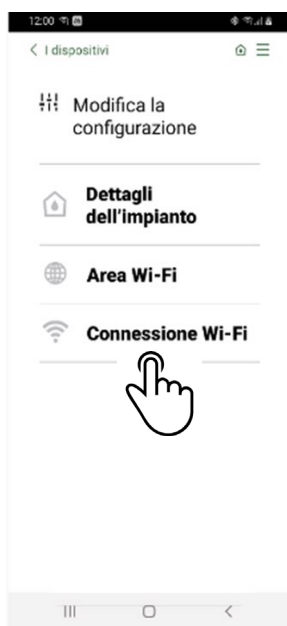 12:00
I dispositivi
Modifica la
configurazione
Dettagli
dell'impianto
Area Wi-Fi
Connessione Wi-Fi